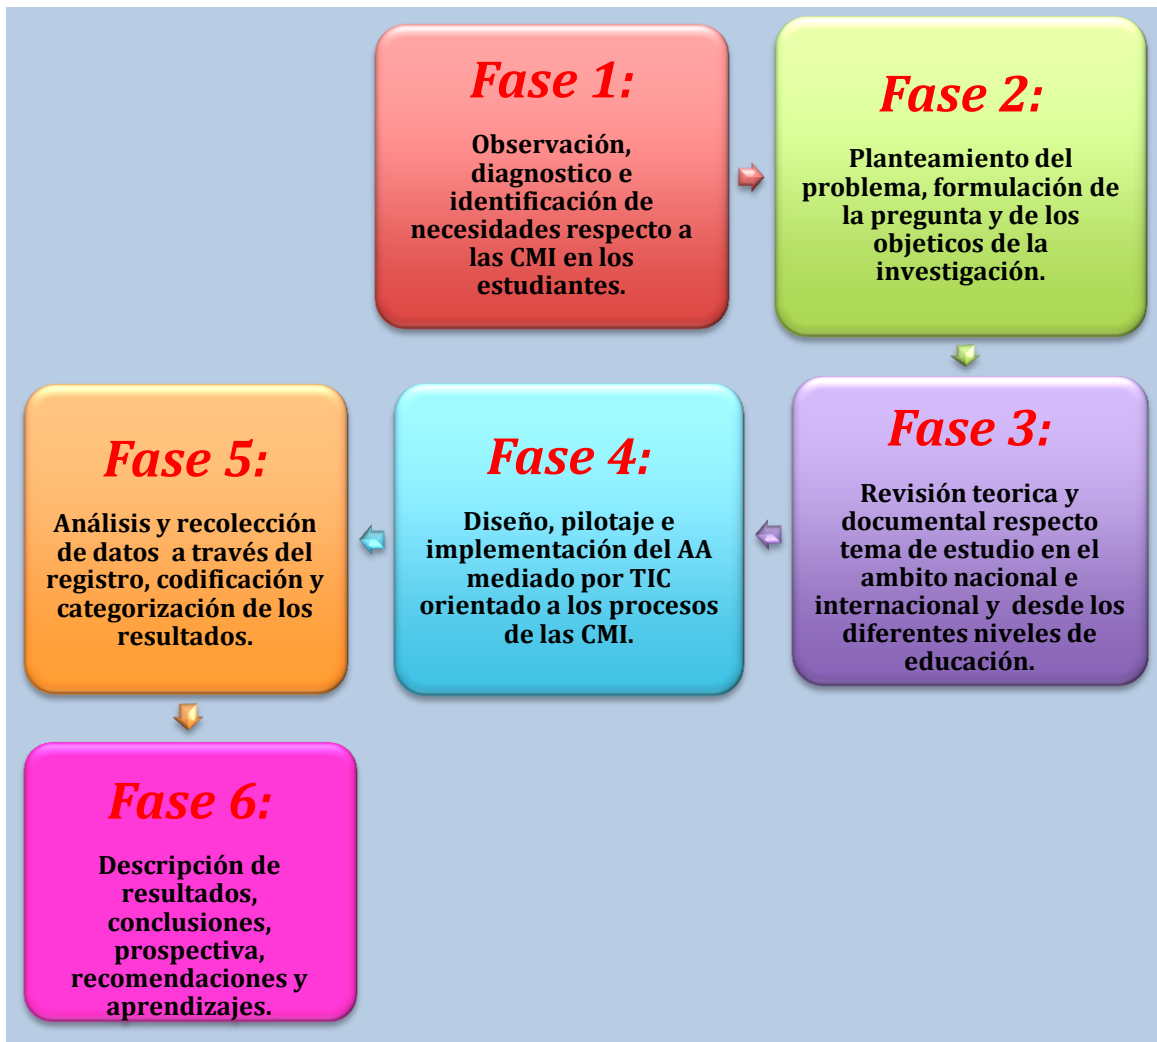 Fase 1:
Observación,
diagnostico e
identificación de
necesidades respecto a
las CMI en los
estudiantes.
Fase 2:
Planteamiento del
problema, formulación de
la pregunta y de los
objeticos de la
investigación.
Fase 3:
Revisión teorica y
documental respecto
tema de estudio en el
ambito nacional e
internacional y desde los
diferentes niveles de
educación.
Fase 4:
Diseño, pilotaje e
implementación del AA
mediado por TIC
orientado a los procesos
de las CMI.
Fase 5:
Análisis y recolección
de datos a través del
registro, codificación y
categorización de los
resultados.
Fase 6:
Descripción de
resultados,
conclusiones,
prospectiva,
recomendaciones y
aprendizajes.